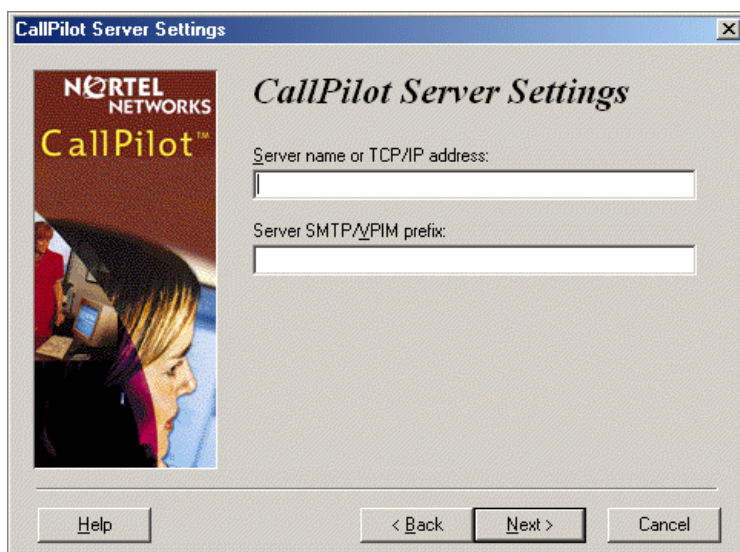 CallPilot Server Settings
NORTEL
NETWORKS
CallPilot™
CallPilot Server Settings
Server name or TCP/IP address:
Server SMTP/VPIM prefix:
Help
< Back
Next >
Cancel